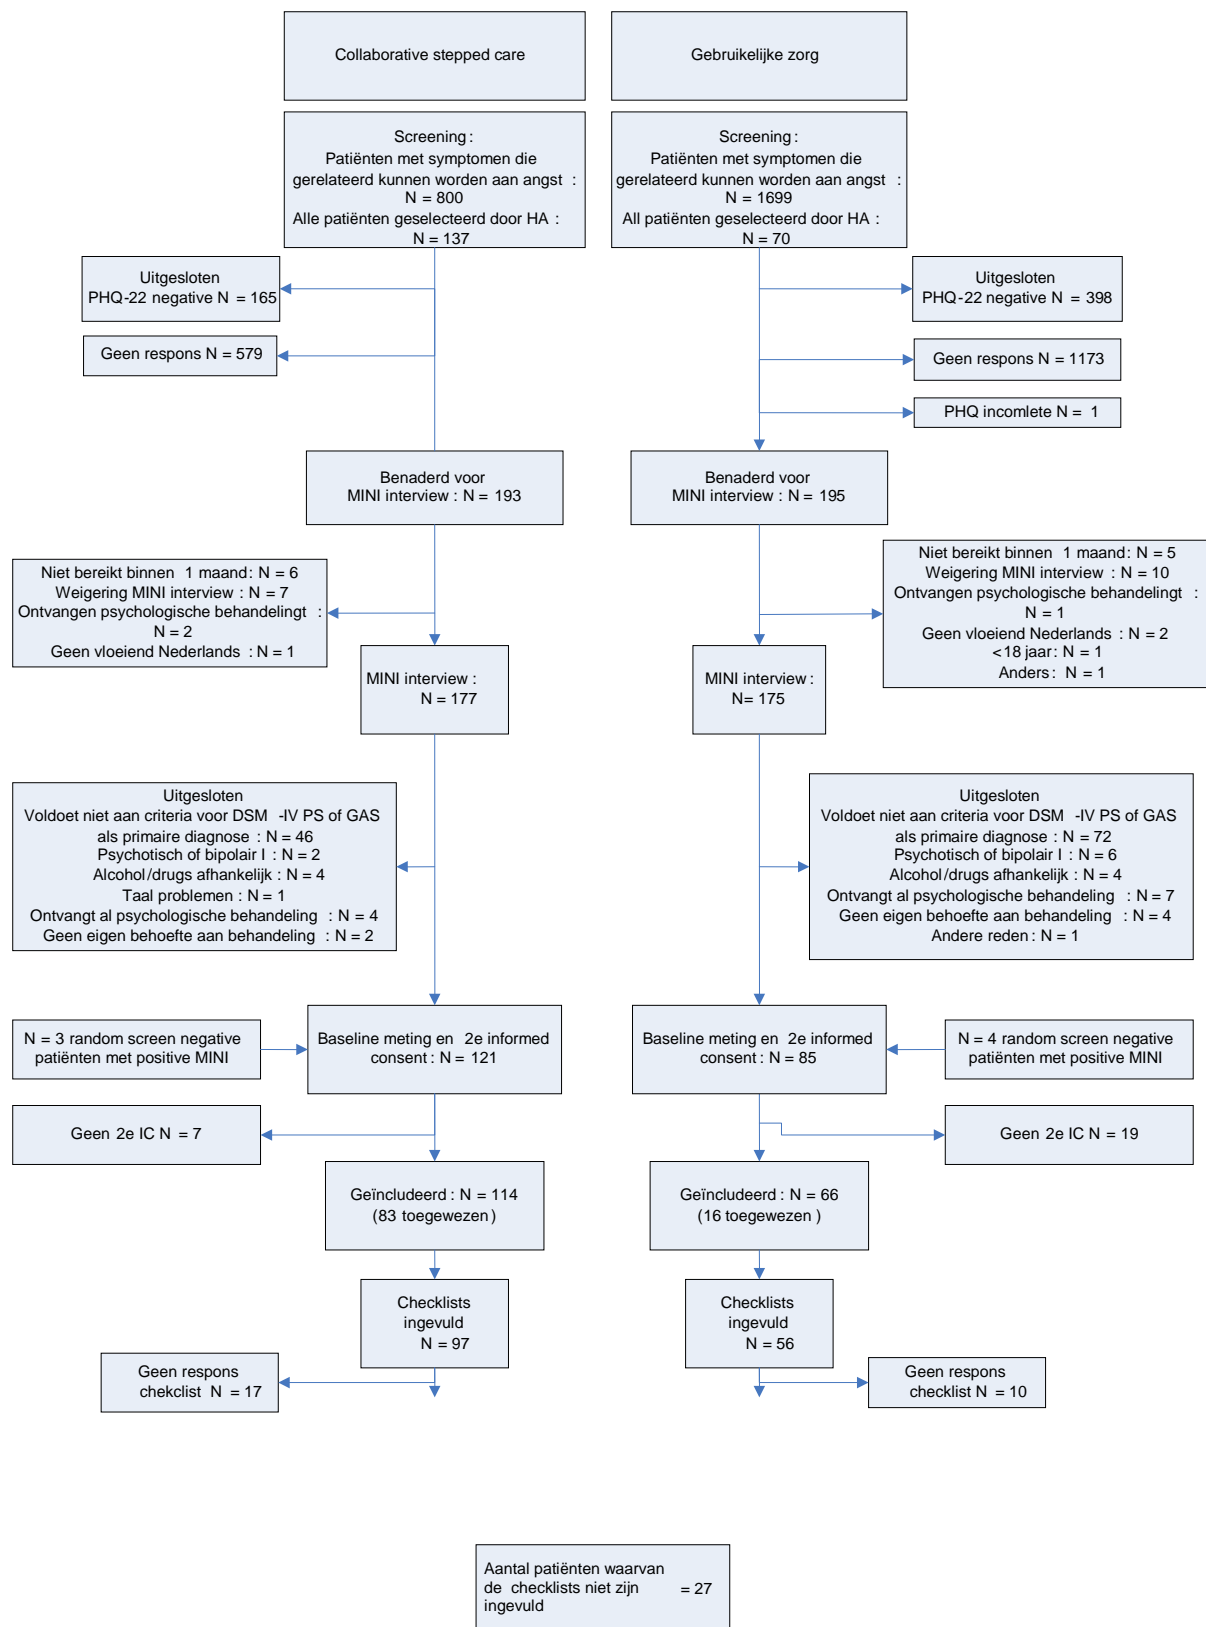 Collaborative stepped care
Gebruikelijke zorg
Screening :
Patiënten met symptomen die
gerelateerd kunnen worden aan angst :
N = 800
Alle patiënten geselecteerd door HA :
N = 137
Screening :
Patiënten met symptomen die
gerelateerd kunnen worden aan angst :
N = 1699
All patiënten geselecteerd door HA :
N = 70
Uitgesloten
PHQ-22 negative N = 165
Uitgesloten
PHQ-22 negative N = 398
Geen respons N = 579
Geen respons N = 1173
PHQ incomlete N = 1
Benaderd voor
MINI interview : N = 193
Benaderd voor
MINI interview : N = 195
Niet bereikt binnen 1 maand: N = 6
Weigering MINI interview : N = 7
Ontvangen psychologische behandelingt :
N = 2
Geen vloeiend Nederlands : N = 1
Niet bereikt binnen 1 maand: N = 5
Weigering MINI interview : N = 10
Ontvangen psychologische behandelingt :
N = 1
Geen vloeiend Nederlands : N = 2
<18 jaar: N = 1
Anders: N = 1
MINI interview :
N = 177
MINI interview :
N= 175
Uitgesloten
Voldoet niet aan criteria voor DSM -IV PS of GAS
als primaire diagnose : N = 46
Psychotisch of bipolair I : N = 2
Alcohol/drugs afhankelijk : N = 4
Taal problemen : N = 1
Ontvangt al psychologische behandeling : N = 4
Geen eigen behoefte aan behandeling : N = 2
Uitgesloten
Voldoet niet aan criteria voor DSM -IV PS of GAS
als primaire diagnose : N = 72
Psychotisch of bipolair I : N = 6
Alcohol/drugs afhankelijk : N = 4
Ontvangt al psychologische behandeling : N = 7
Geen eigen behoefte aan behandeling : N = 4
Andere reden : N = 1
N = 3 random screen negative
patiënten met positive MINI
Baseline meting en 2e informed
consent : N = 121
Baseline meting en 2e informed
consent : N = 85
N = 4 random screen negative
patiënten met positive MINI
Geen 2e IC N = 7
Geen 2e IC N = 19
Geïncludeerd : N = 114
(83 toegewezen )
Geïncludeerd : N = 66
(16 toegewezen )
Checklists
ingevuld
N = 97
Checklists
ingevuld
N = 56
Geen respons
chekclist N = 17
Geen respons
checklist N = 10
Aantal patiënten waarvan
de checklists niet zijn = 27
ingevuld